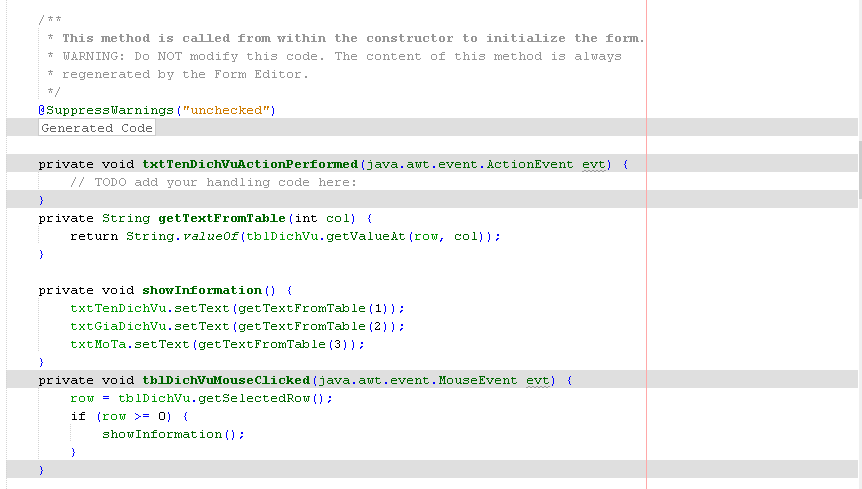 /**
 * This method is called from within the constructor to initialize the form.
 * WARNING: Do NOT modify this code. The content of this method is always
 * regenerated by the Form Editor.
 */
@SuppressWarnings("unchecked")
Generated Code
private void txtTenDichVuActionPerformed(java.awt.event.ActionEvent evt) {
    // TODO add your handling code here:
}
private String getTextFromTable(int col) {
    return String.valueOf(tblDichVu.getValueAt(row, col));
}
private void showInformation() {
    txtTenDichVu.setText(getTextFromTable(1));
    txtGiaDichVu.setText(getTextFromTable(2));
    txtMoTa.setText(getTextFromTable(3));
}
private void tblDichVuMouseClicked(java.awt.event.MouseEvent evt) {
    row = tblDichVu.getSelectedRow();
    if (row >= 0) {
        showInformation();
    }
}